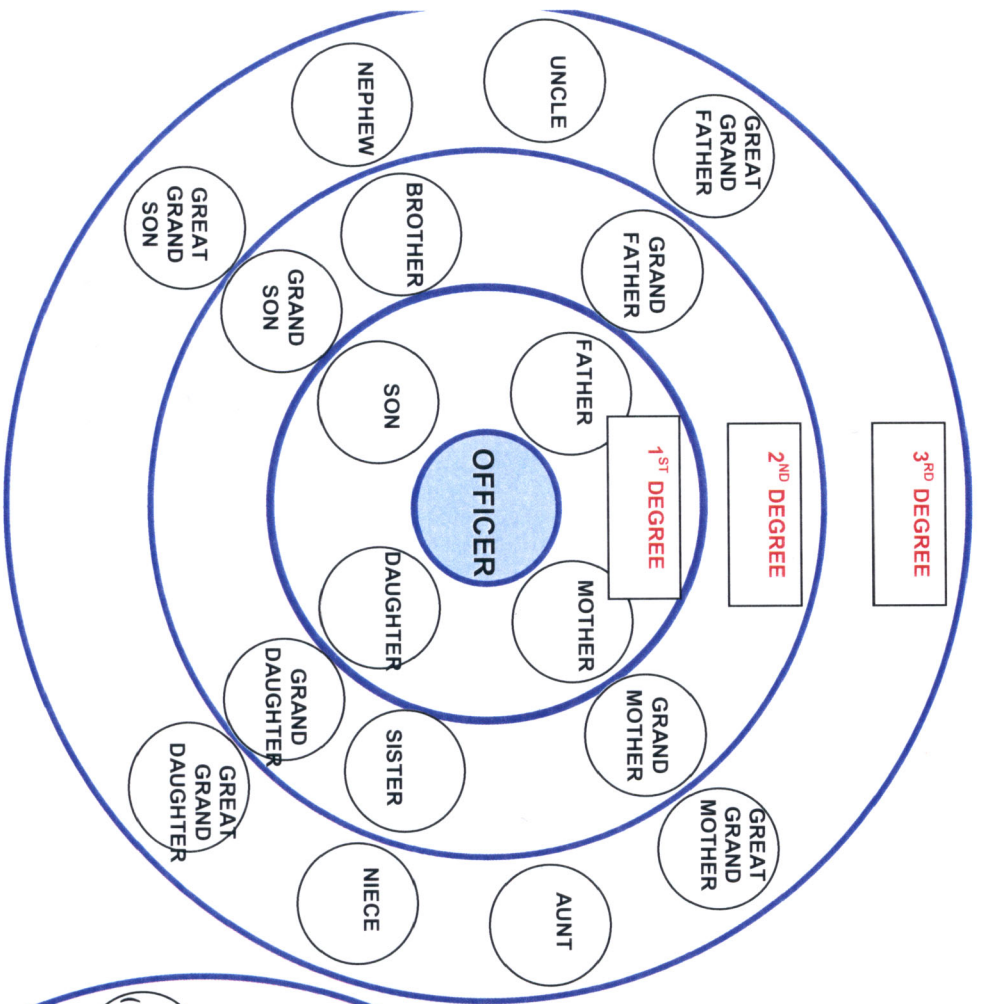 3RD DEGREE
2ND DEGREE
1ST DEGREE
GREAT
GRAND
FATHER
GREAT
GRAND
MOTHER
GRAND
FATHER
GRAND
MOTHER
UNCLE
FATHER
MOTHER
AUNT
OFFICER
BROTHER
SON
DAUGHTER
SISTER
NEPHEW
NIECE
GRAND
SON
GRAND
DAUGHTER
GREAT
GRAND
SON
GREAT
GRAND
DAUGHTER